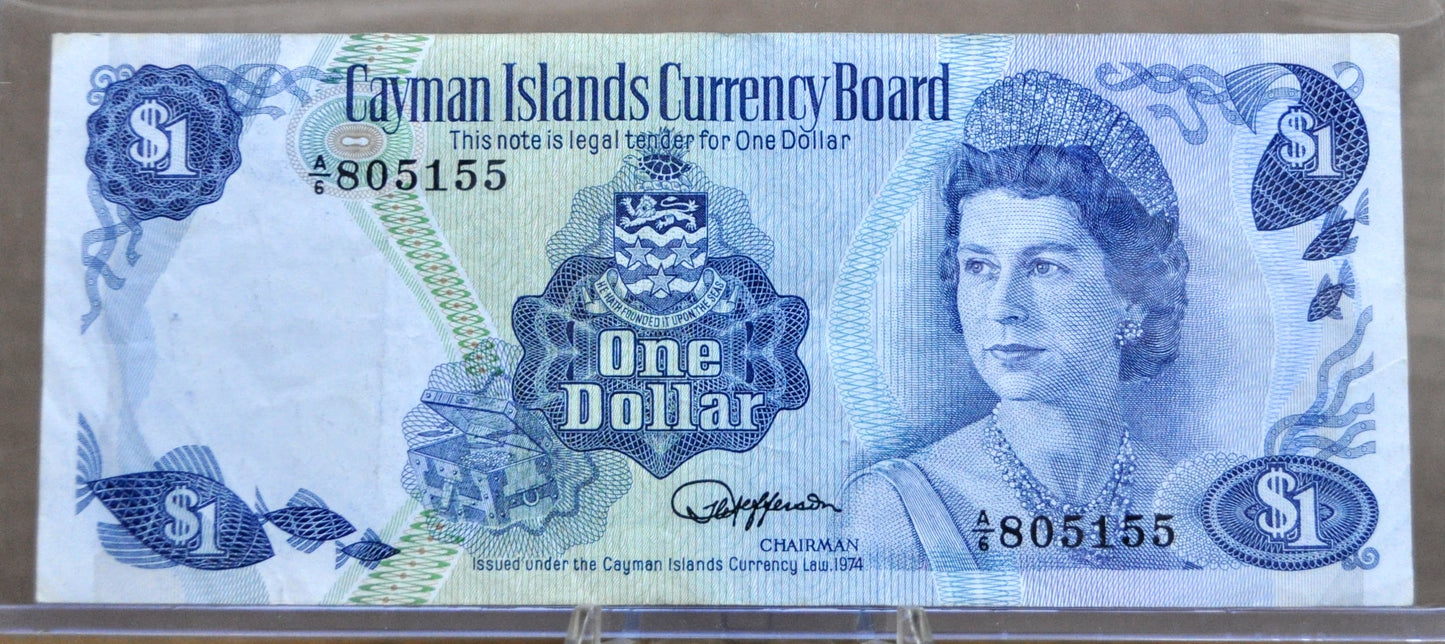 Cayman Islands Currency Board
This note is legal tender for One Dollar
$1
$1
A/6 805155
HE HATH FOUNDED IT UPON THE SEAS
One
Dollar
$1
CHAIRMAN
A/6 805155
$1
Issued under the Cayman Islands Currency Law. 1974